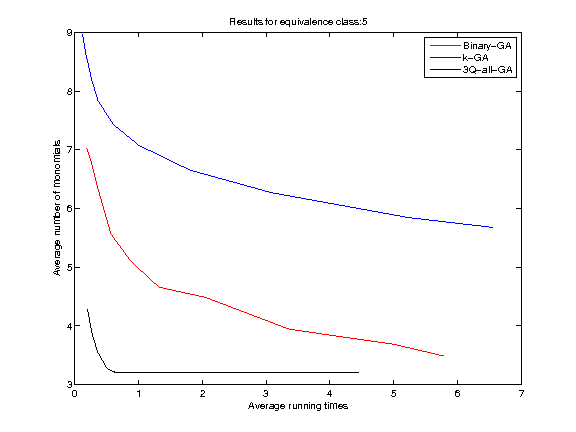 Results for equivalence class:5
Binary-GA
k-GA
3Q-all-GA
Average number of monomials
9
8
7
6
5
4
3
0 1 2 3 4 5 6 7
Average running times